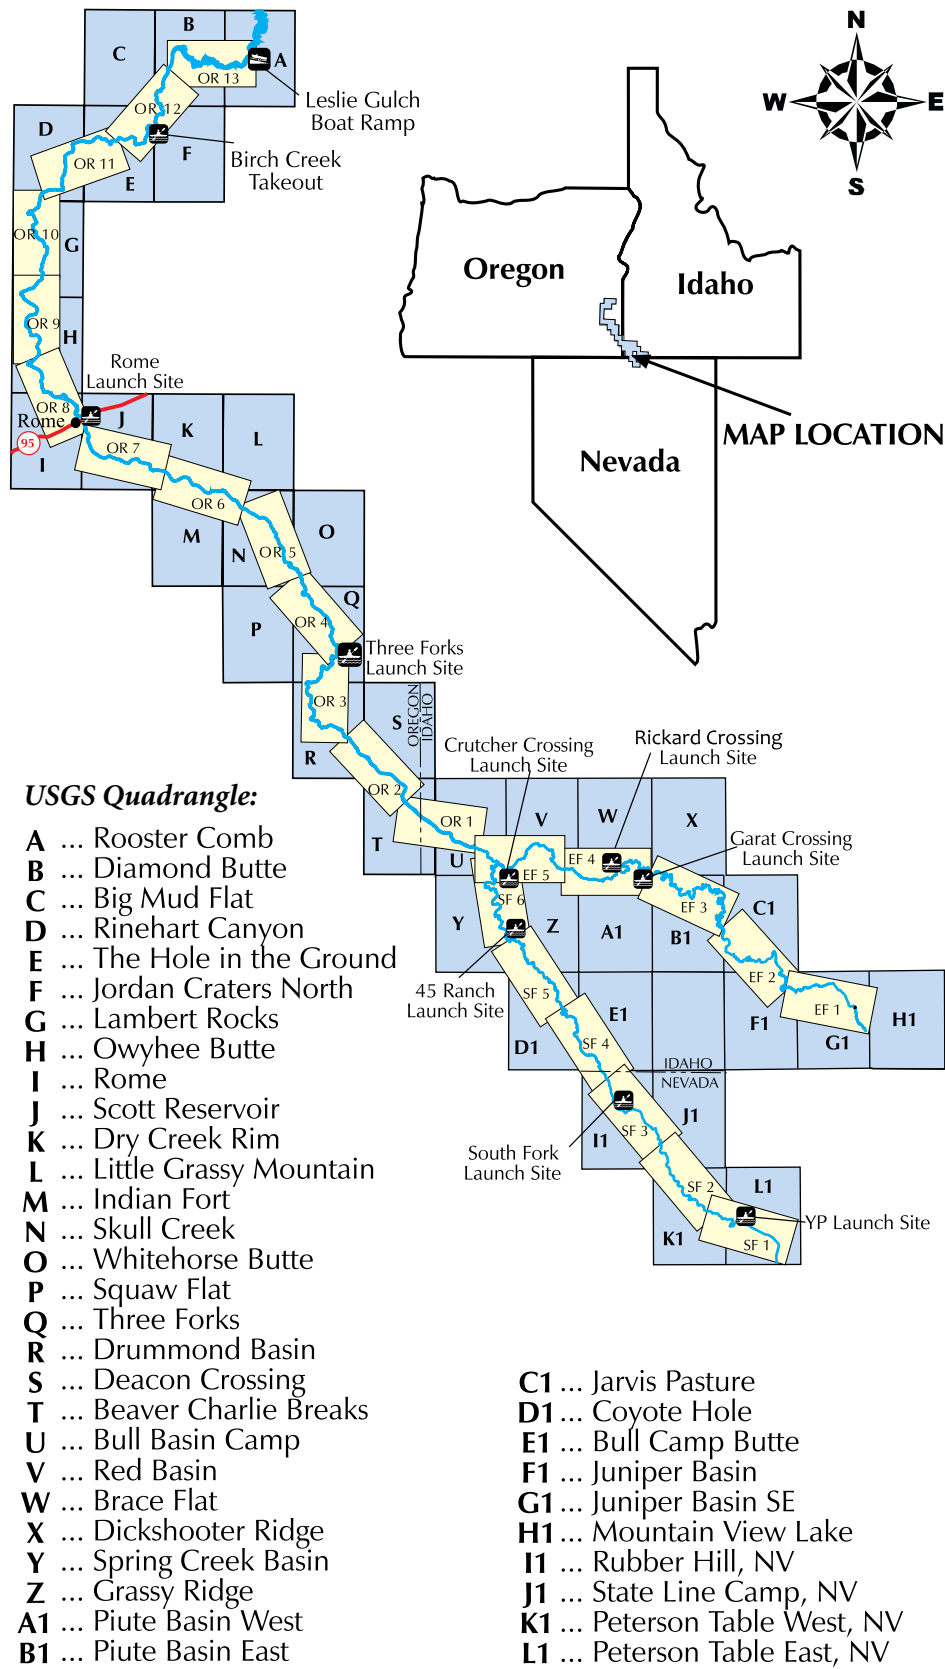 B
C
A
OR 13
N
W
E
S
Leslie Gulch
Boat Ramp
OR 12
D
F
Birch Creek
Takeout
OR 11
E
OR 10
G
Oregon
Idaho
OR 9
H
Rome
Launch Site
OR 8
Rome
J
K
L
95
I
OR 7
MAP LOCATION
Nevada
OR 6
M
N
OR 5
O
Q
P
OR 4
Three Forks
Launch Site
OR 3
S
OREGON
IDAHO
R
Crutcher Crossing
Launch Site
Rickard Crossing
Launch Site
OR 2
T
OR 1
U
V
W
X
Garat Crossing
Launch Site
EF 4
EF 5
SF 6
EF 3
C1
Y
Z
A1
B1
45 Ranch
Launch Site
SF 5
EF 2
EF 1
E1
F1
G1
H1
D1
SF 4
IDAHO
NEVADA
I1
SF 3
J1
South Fork
Launch Site
SF 2
L1
K1
SF 1
YP Launch Site
USGS Quadrangle:
A ... Rooster Comb
B ... Diamond Butte
C ... Big Mud Flat
D ... Rinehart Canyon
E ... The Hole in the Ground
F ... Jordan Craters North
G ... Lambert Rocks
H ... Owyhee Butte
I ... Rome
J ... Scott Reservoir
K ... Dry Creek Rim
L ... Little Grassy Mountain
M ... Indian Fort
N ... Skull Creek
O ... Whitehorse Butte
P ... Squaw Flat
Q ... Three Forks
R ... Drummond Basin
S ... Deacon Crossing
T ... Beaver Charlie Breaks
U ... Bull Basin Camp
V ... Red Basin
W ... Brace Flat
X ... Dickshooter Ridge
Y ... Spring Creek Basin
Z ... Grassy Ridge
A1 ... Piute Basin West
B1 ... Piute Basin East
C1 ... Jarvis Pasture
D1 ... Coyote Hole
E1 ... Bull Camp Butte
F1 ... Juniper Basin
G1 ... Juniper Basin SE
H1 ... Mountain View Lake
I1 ... Rubber Hill, NV
J1 ... State Line Camp, NV
K1 ... Peterson Table West, NV
L1 ... Peterson Table East, NV